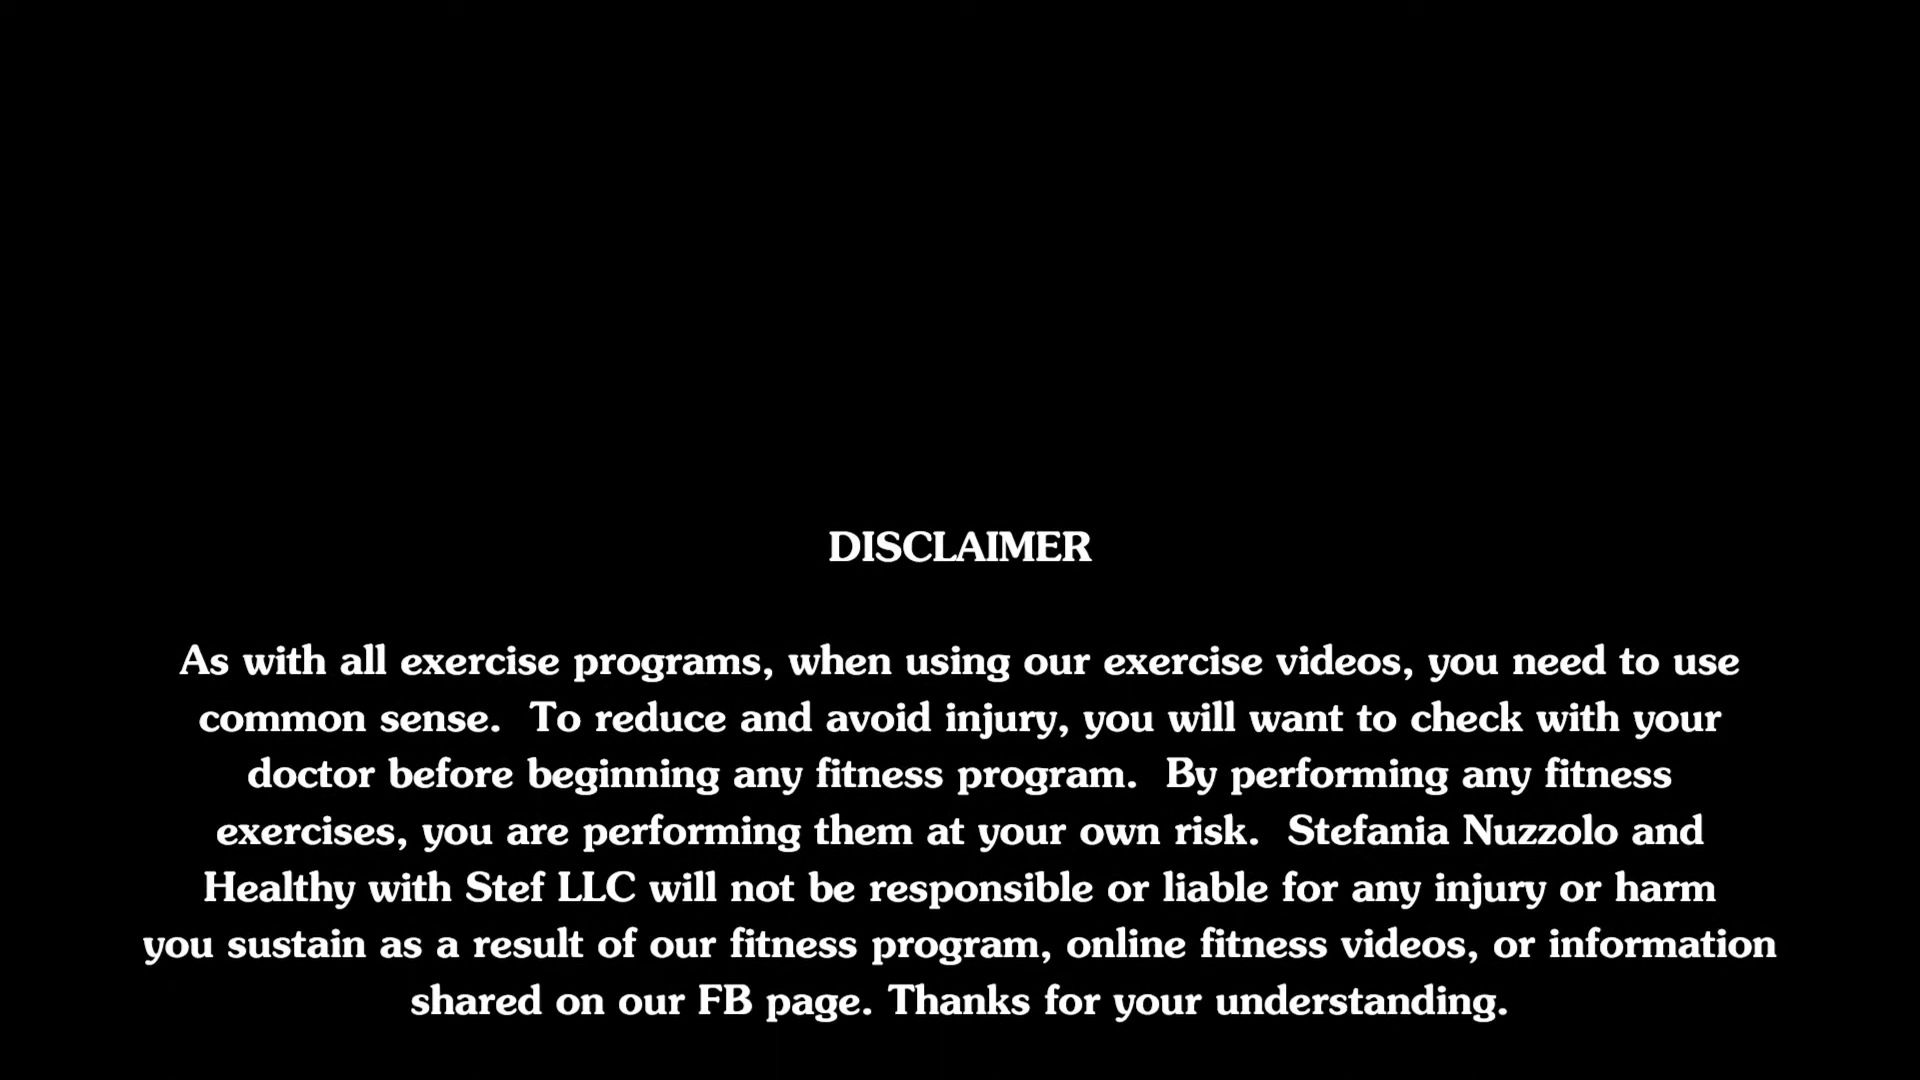 DISCLAIMER
As with all exercise programs, when using our exercise videos, you need to use
common sense.  To reduce and avoid injury, you will want to check with your
doctor before beginning any fitness program.  By performing any fitness
exercises, you are performing them at your own risk.  Stefania Nuzzolo and
Healthy with Stef LLC will not be responsible or liable for any injury or harm
you sustain as a result of our fitness program, online fitness videos, or information
shared on our FB page. Thanks for your understanding.